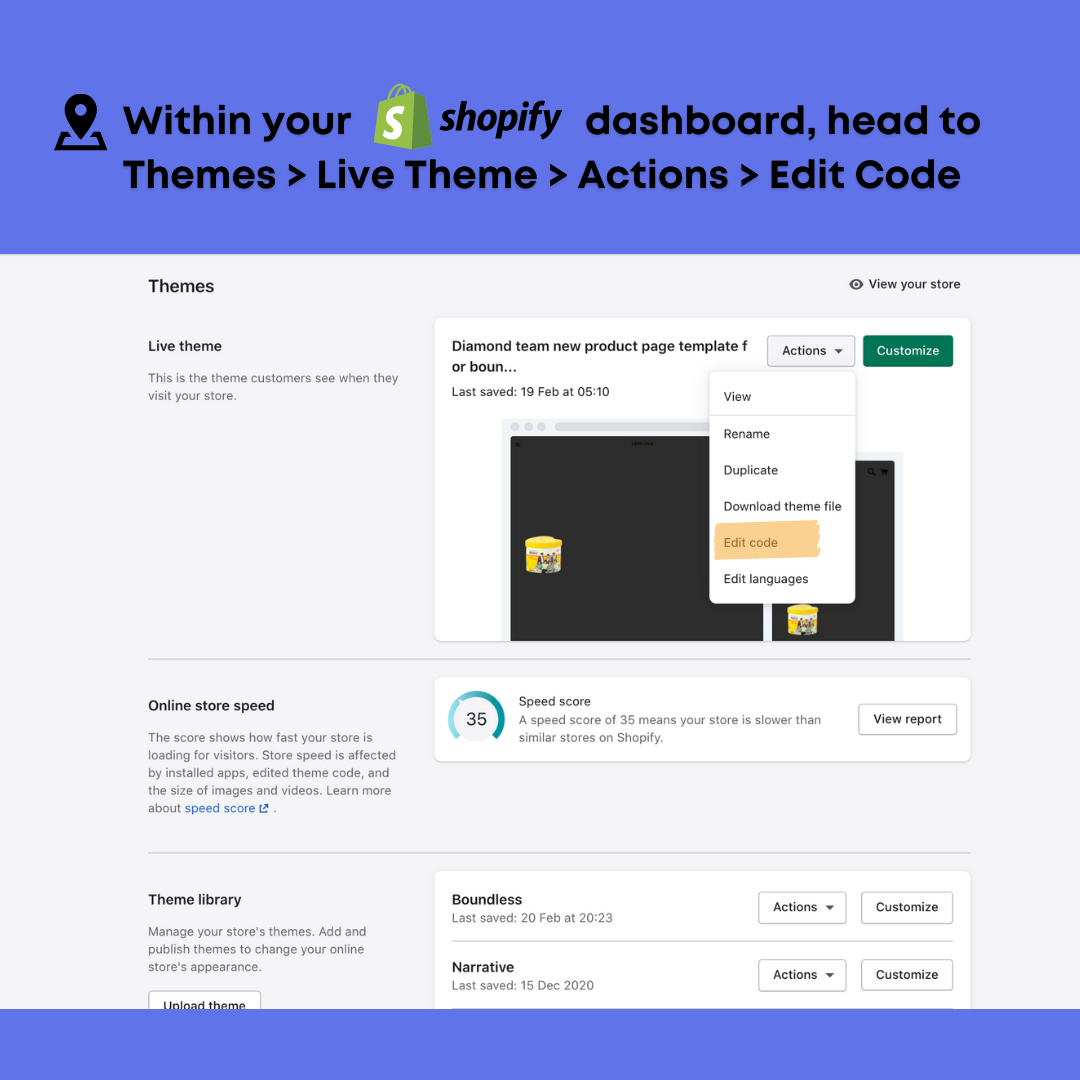 Within your shopify dashboard, head to
Themes > Live Theme > Actions > Edit Code
Themes
View your store
Live theme
This is the theme customers see when they
visit your store.
Diamond team new product page template f
or boun...
Last saved: 19 Feb at 05:10
Actions
Customize
View
Rename
Duplicate
Download theme file
Edit code
Edit languages
Online store speed
The score shows how fast your store is
loading for visitors. Store speed is affected
by installed apps, edited theme code, and
the size of images and videos. Learn more
about speed score .
35
Speed score
A speed score of 35 means your store is slower than
similar stores on Shopify.
View report
Theme library
Manage your store's themes. Add and
publish themes to change your online
store's appearance.
Upload theme
Boundless
Last saved: 20 Feb at 20:23
Actions
Customize
Narrative
Last saved: 15 Dec 2020
Actions
Customize